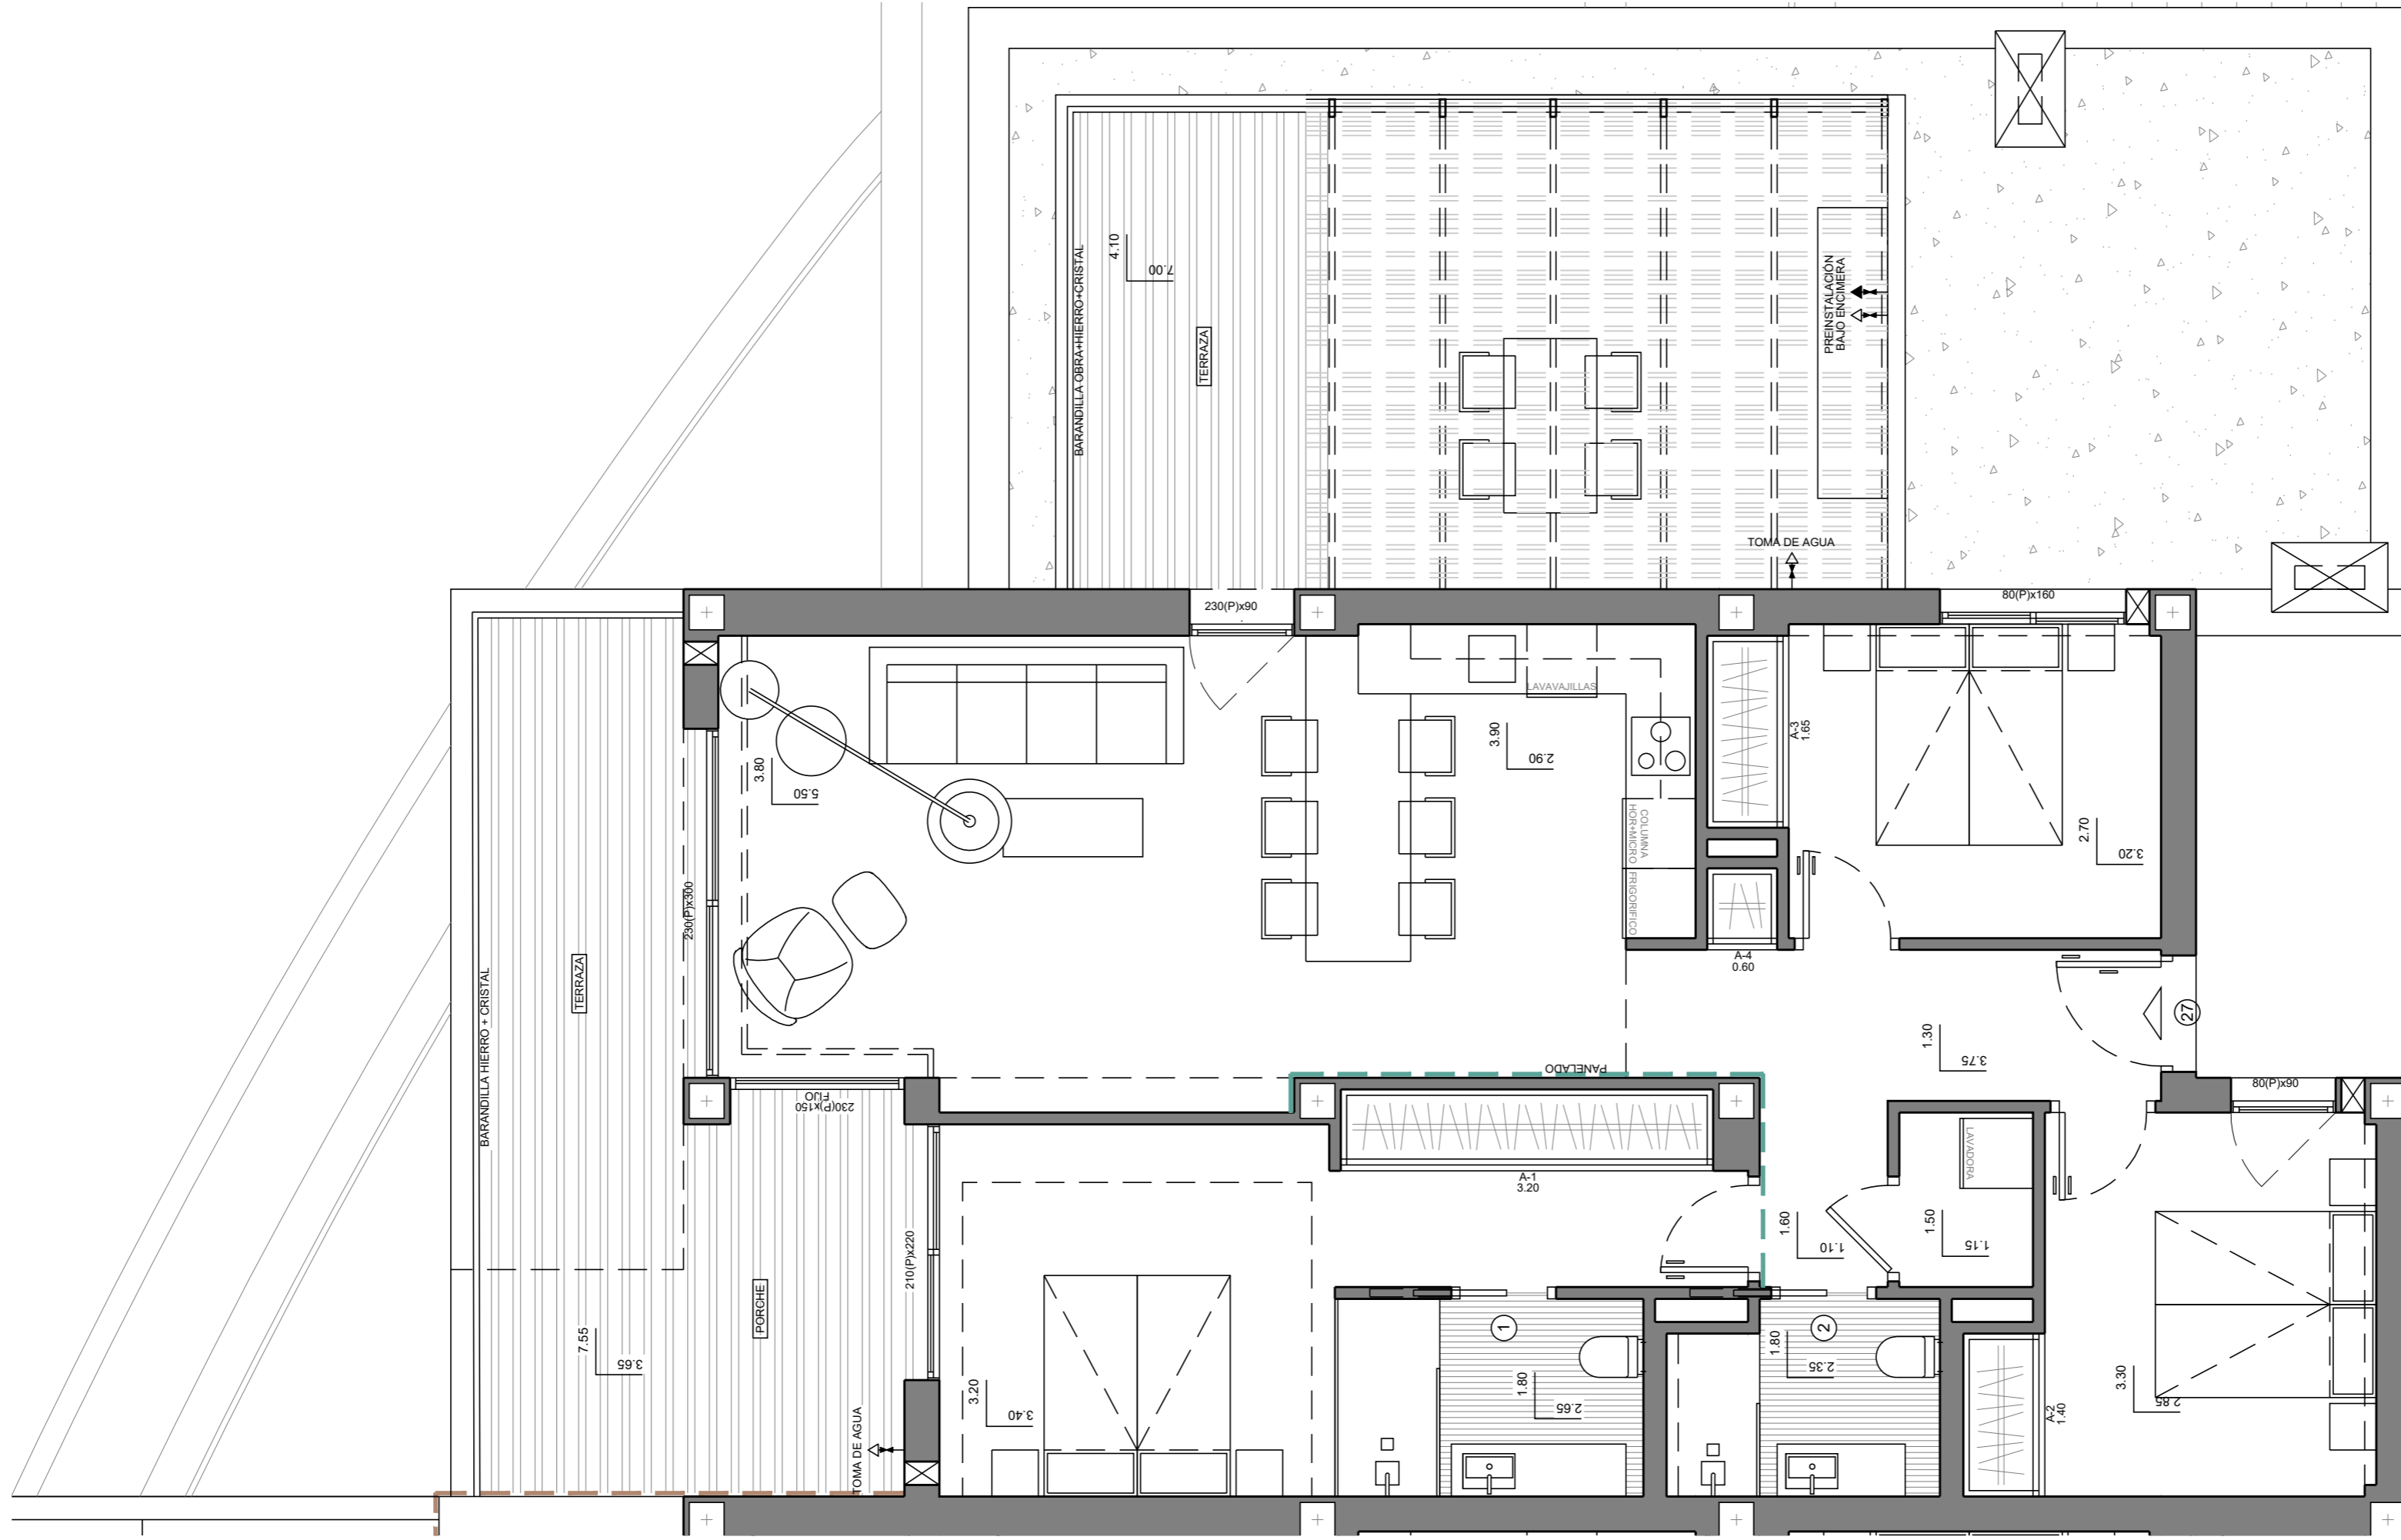 4.10
7.00
BARANDILLA OBRA+HIERRO+CRISTAL
TERRAZA
PREINSTALACIÓN
BAJO ENCIMERA
TOMA DE AGUA
230(P)x90
80(P)x160
LAVAVAJILLAS
3.80
5.50
3.90
2.90
A-3
1.65
COLUMNA
HOR+MICRO
FRIGORIFICO
2.70
3.20
230(P)x300
A-4
0.60
TERRAZA
BARANDILLA HIERRO + CRISTAL
27
1.30
3.75
PANELADO
230(P)x150
FIJO
80(P)x90
LAVADORA
A-1
3.20
1.60
1.10
1.50
1.15
210(P)x220
PORCHE
7.55
3.65
1
2
1.80
2.35
3.20
3.40
1.80
2.65
3.30
2.85
A-2
1.40
TOMA DE AGUA